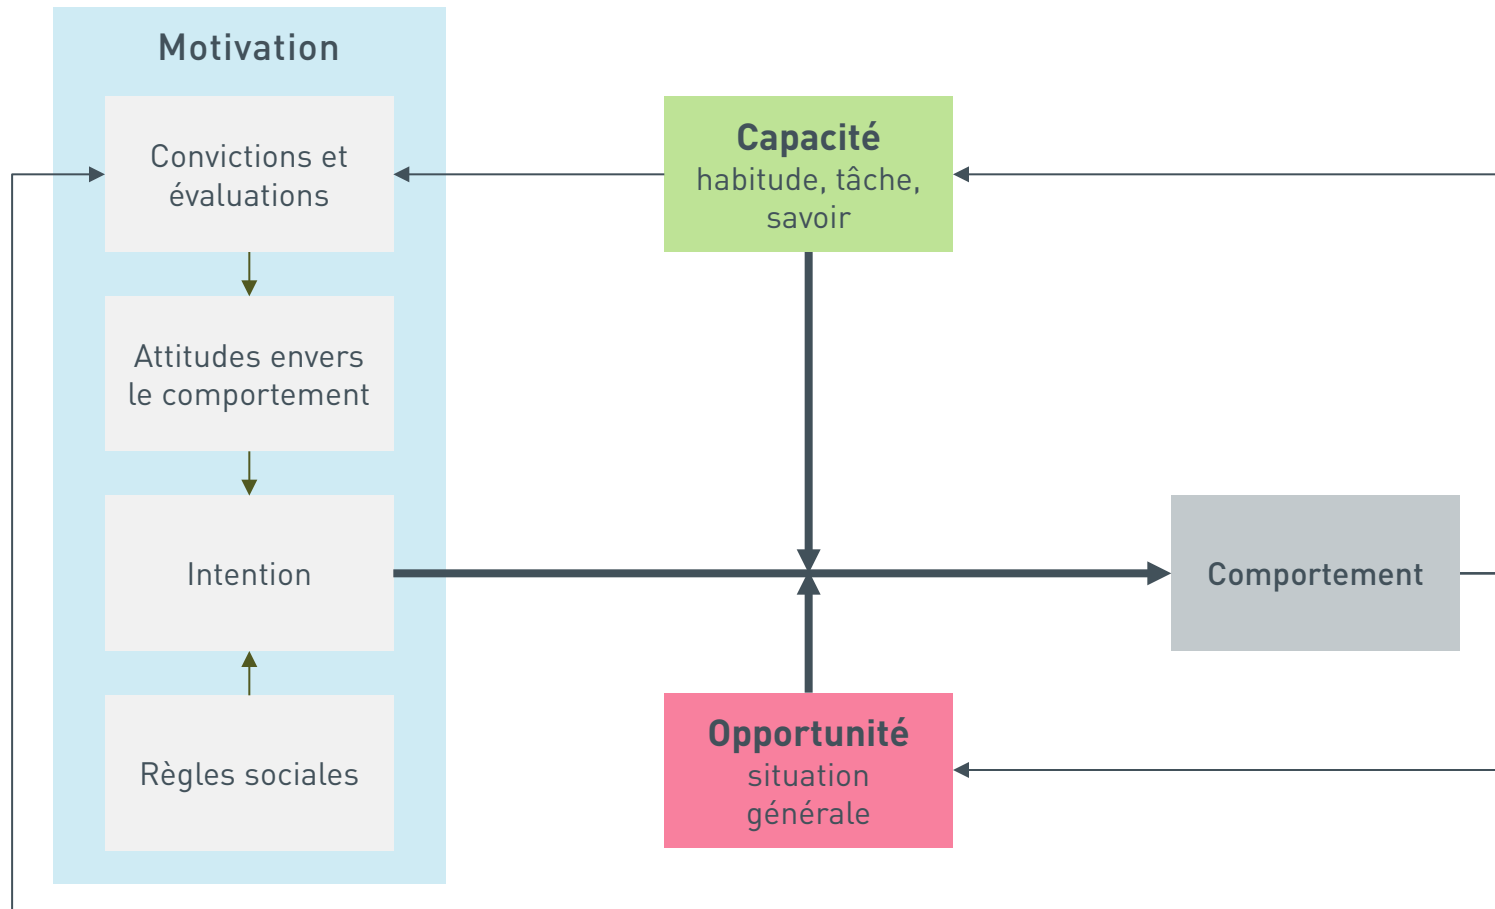 Motivation
Convictions et
évaluations
Attitudes envers
le comportement
Intention
Règles sociales
Capacité
habitude, tâche,
savoir
Opportunité
situation
générale
Comportement